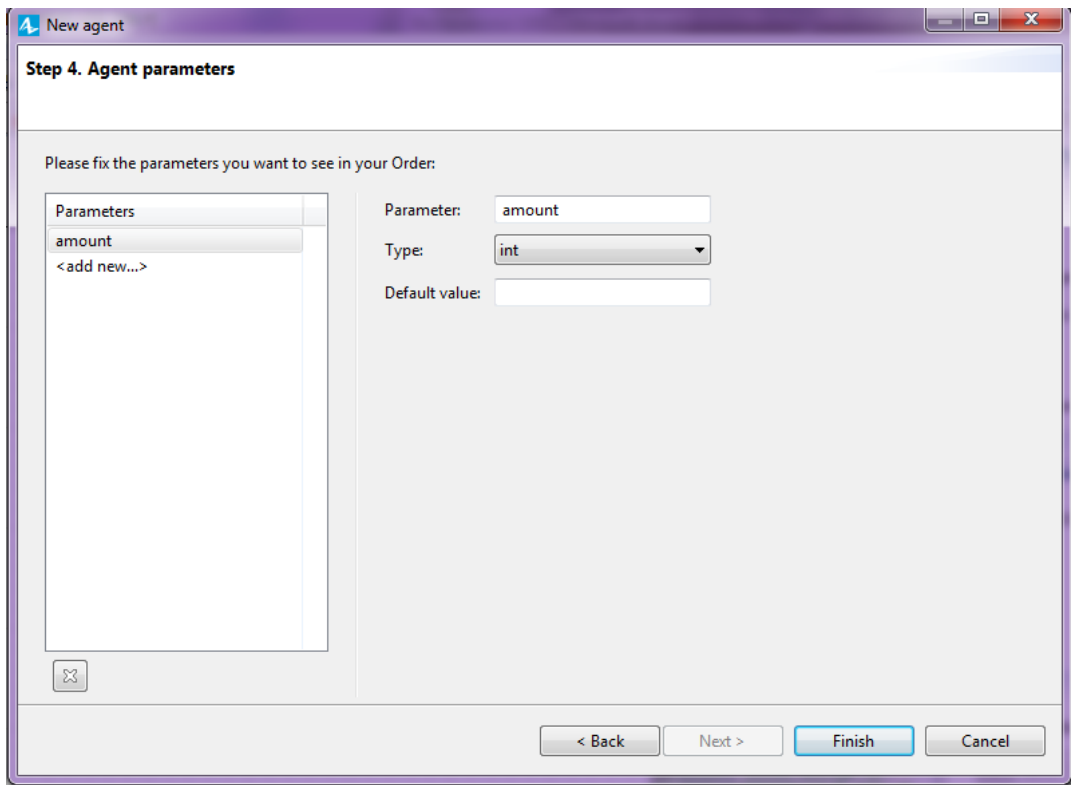 New agent
Step 4. Agent parameters
Please fix the parameters you want to see in your Order:
Parameters
amount
<add new...>
Parameter: amount
Type: int
Default value:
< Back Next > Finish Cancel